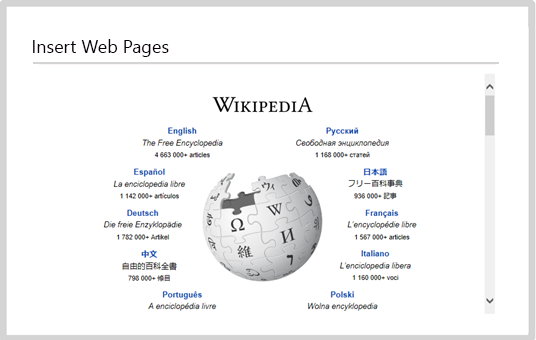 Insert Web Pages
WIKIPEDIA
English
The Free Encyclopedia
4 663 000+ articles
Русский
Свободная энциклопедия
1 168 000+ статей
Español
La enciclopedia libre
1 142 000+ artículos
日本語
フリー百科事典
936 000+ 記事
Deutsch
Die freie Enzyklopädie
1 782 000+ Artikel
Français
L'encyclopédie libre
1 567 000+ articles
中文
自由的百科全書
798 000+ 條目
Italiano
L'enciclopedia libera
1 160 000+ voci
Português
A enciclopédia livre
Polski
Wolna encyklopedia
Ω
W
И
維